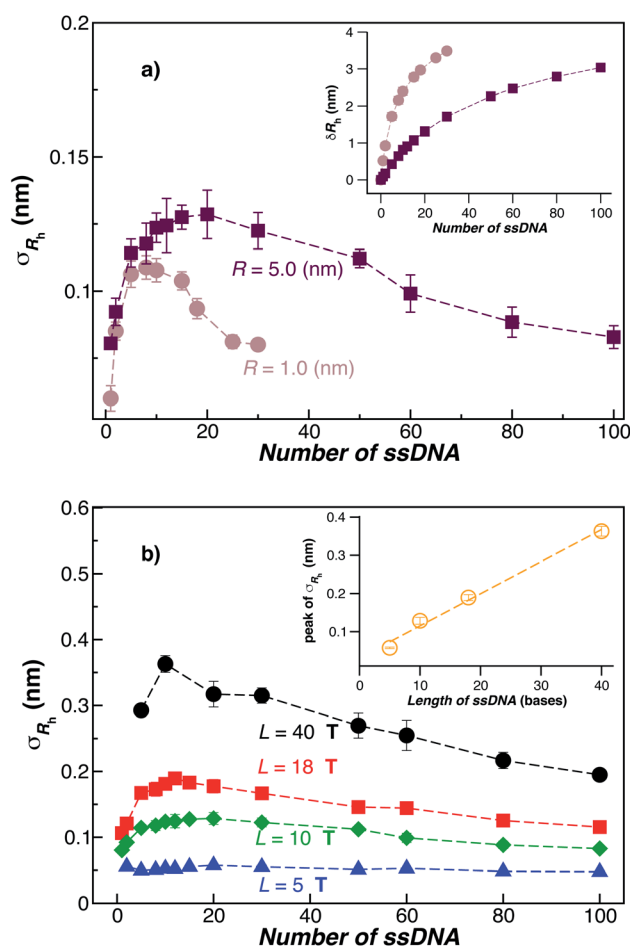 a)
0.2
0.15
0.1
σRh (nm)
0 20 40 60 80 100
Number of ssDNA
R = 5.0 (nm)
R = 1.0 (nm)
4
3
2
1
0
δRh (nm)
0 20 40 60 80 100
Number of ssDNA
b)
0.6
0.5
0.4
0.3
0.2
0.1
0
σRh (nm)
0 20 40 60 80 100
Number of ssDNA
L = 40 T
L = 18 T
L = 10 T
L = 5 T
0.4
0.3
0.2
0.1
peak of σRh (nm)
0 10 20 30 40
Length of ssDNA (bases)